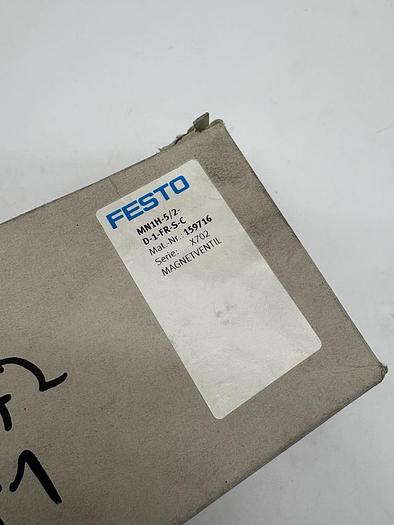 FESTO
MN1H-5/2-
D-1-FR-S-C
Mat.-Nr.: 159716
Serie: X702
MAGNETVENTIL